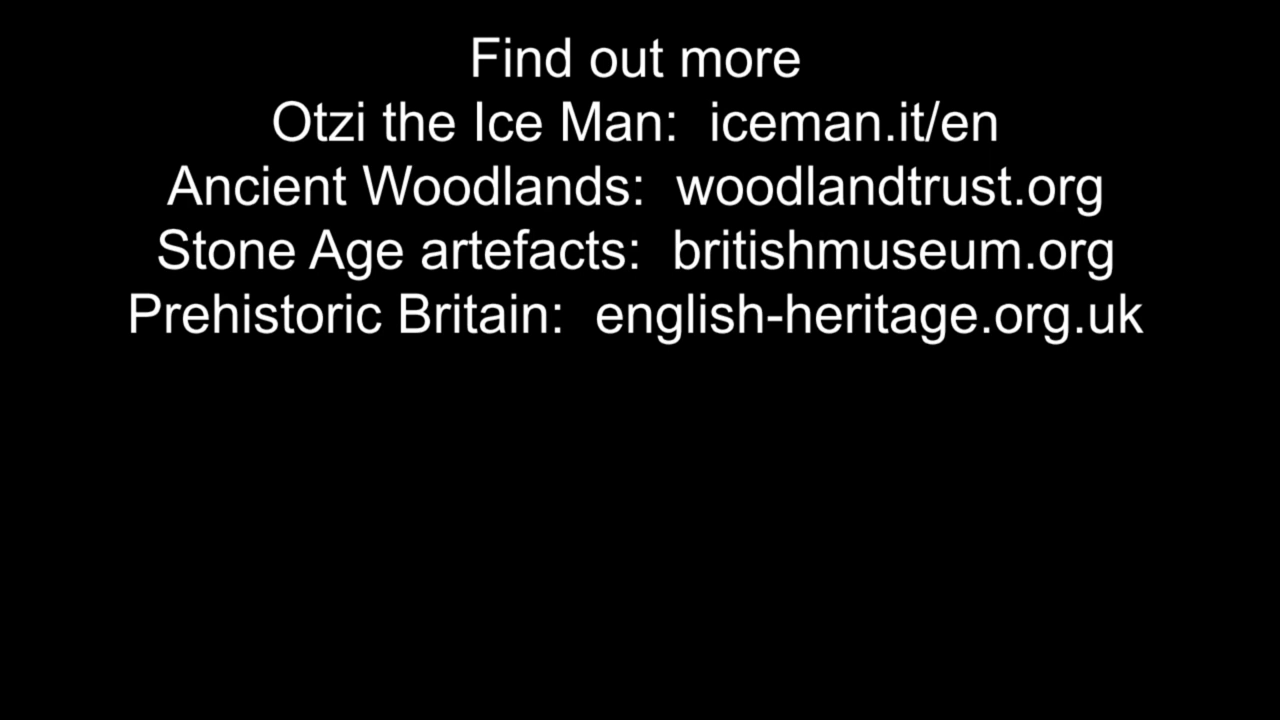 Find out more
Otzi the Ice Man:  iceman.it/en
Ancient Woodlands:  woodlandtrust.org
Stone Age artefacts:  britishmuseum.org
Prehistoric Britain:  english-heritage.org.uk